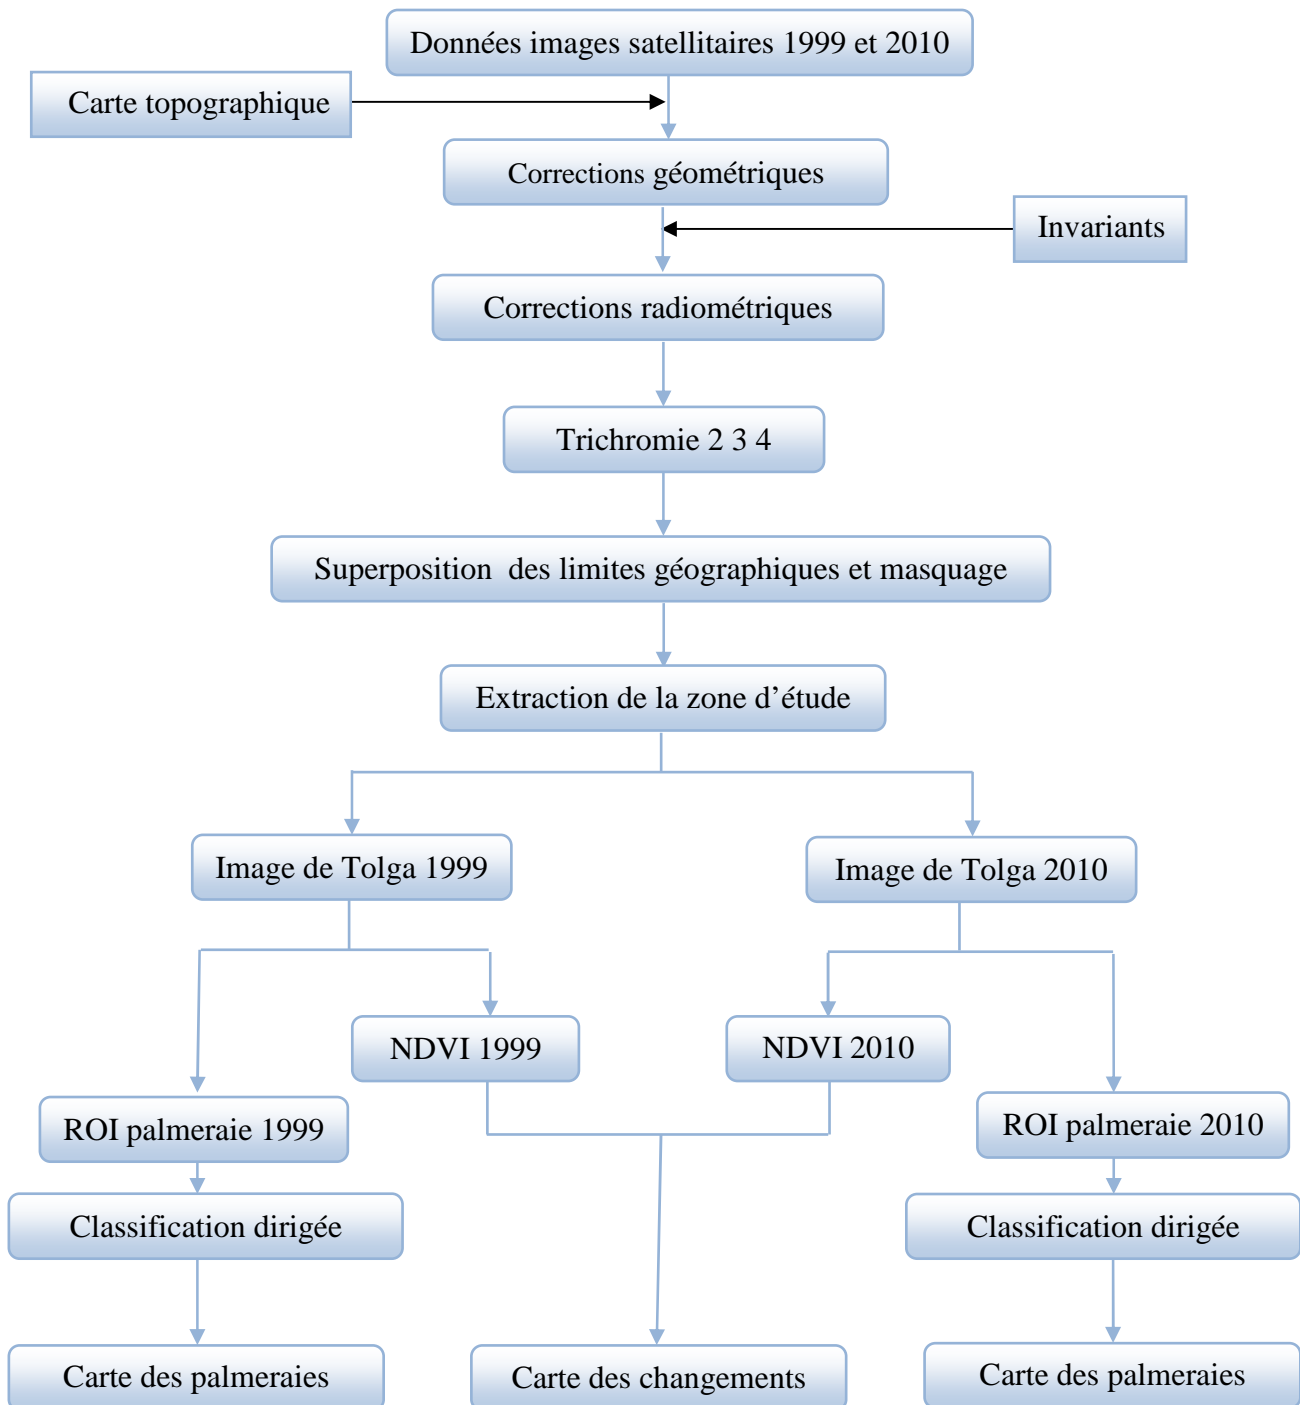 Données images satellitaires 1999 et 2010
Carte topographique
Corrections géométriques
Invariants
Corrections radiométriques
Trichromie 2 3 4
Superposition des limites géographiques et masquage
Extraction de la zone d’étude
Image de Tolga 1999
Image de Tolga 2010
NDVI 1999
NDVI 2010
ROI palmeraie 1999
ROI palmeraie 2010
Classification dirigée
Classification dirigée
Carte des palmeraies
Carte des changements
Carte des palmeraies